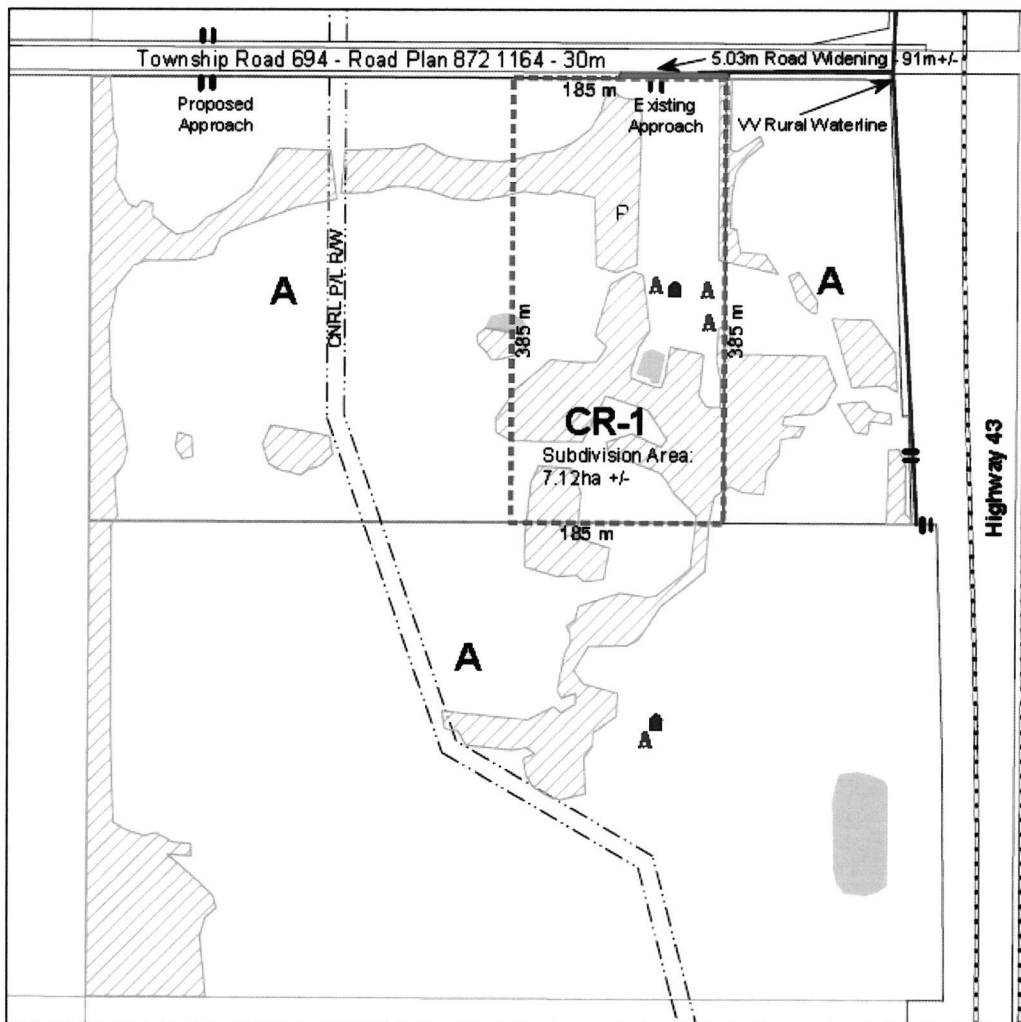 Township Road 694 - Road Plan 872 1164 - 30m
5.03m Road Widening - 91m+/-
Proposed
Approach
185 m
Existing
Approach
W Rural Waterline
CNRL P/L R/W
A
A
385 m
385 m
CR-1
Subdivision Area:
7.12ha +/-
185 m
Highway 43
A